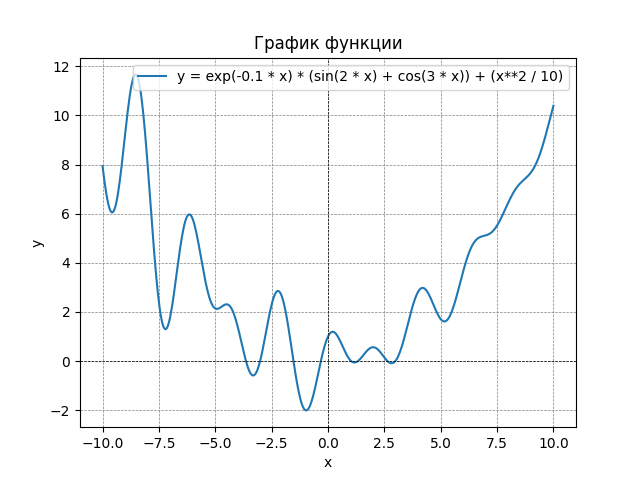 График функции
y = exp(-0.1 * x) * (sin(2 * x) + cos(3 * x)) + (x**2 / 10)
12
10
8
6
4
2
0
−2
y
−10.0 −7.5 −5.0 −2.5 0.0 2.5 5.0 7.5 10.0
x